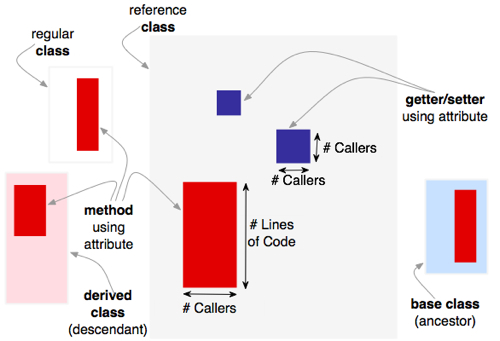 regular
class
reference
class
getter/setter
using attribute
# Callers
# Callers
method
using
attribute
# Lines
of Code
# Callers
derived
class
(descendant)
base class
(ancestor)